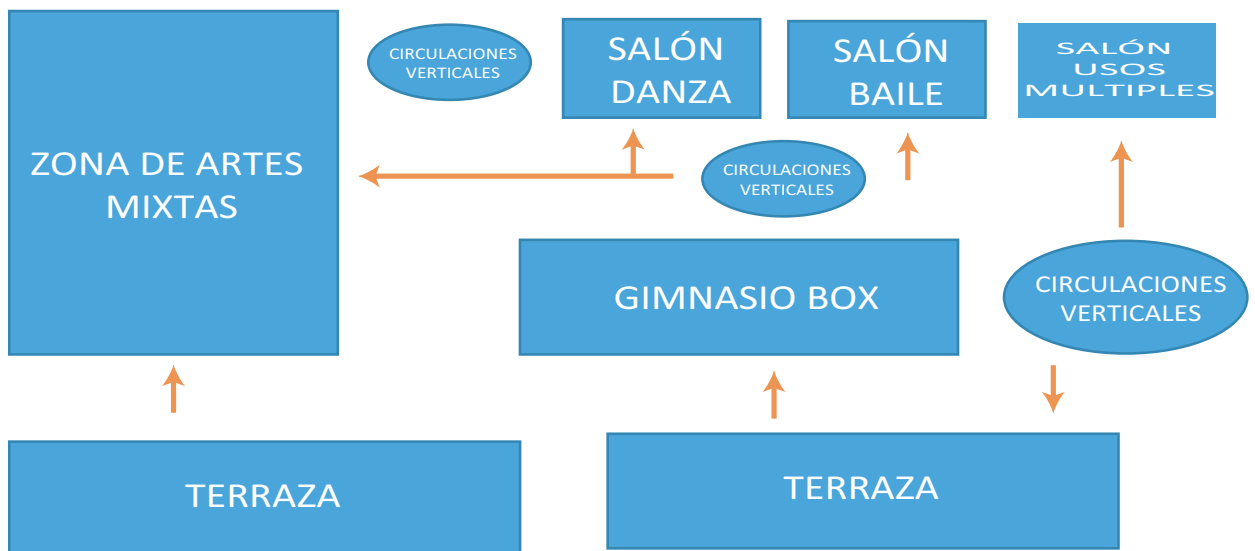 CIRCULACIONES
VERTICALES
SALÓN
DANZA
SALÓN
BAILE
SALÓN
USOS
MULTIPLES
ZONA DE ARTES
MIXTAS
CIRCULACIONES
VERTICALES
GIMNASIO BOX
CIRCULACIONES
VERTICALES
TERRAZA
TERRAZA